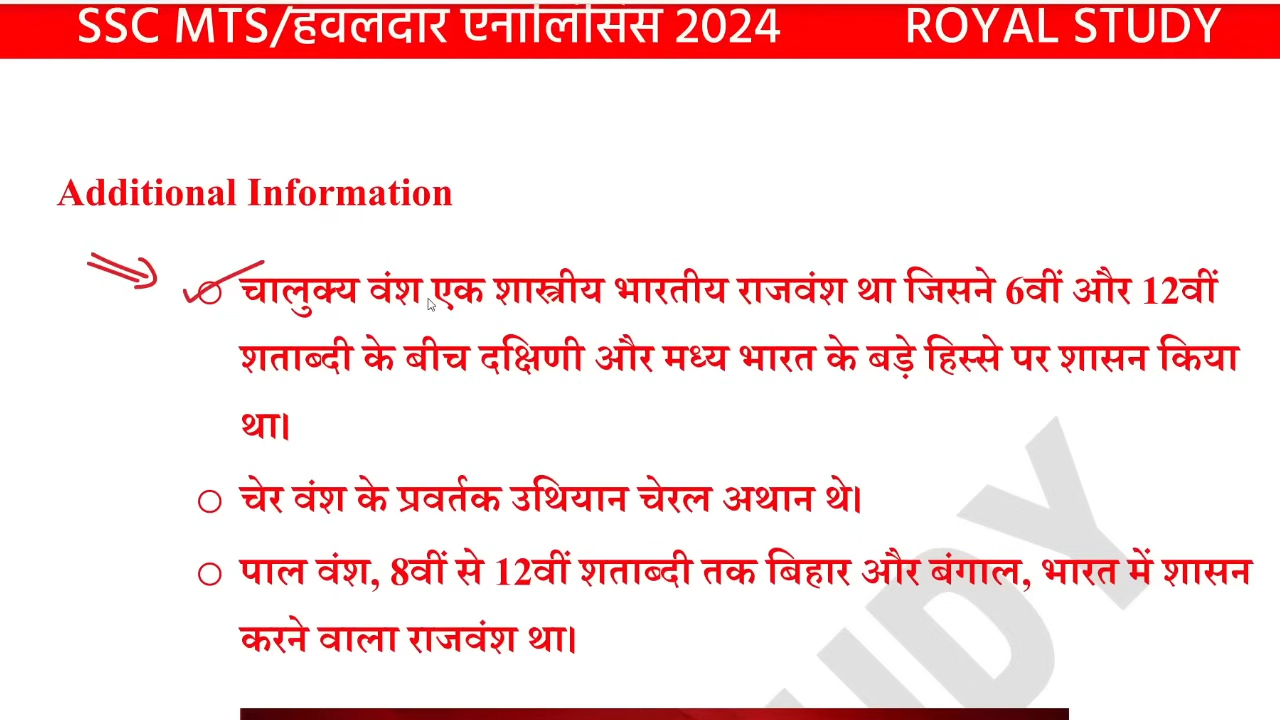 SSC MTS/हवलदार एनालिसिस 2024 ROYAL STUDY
Additional Information
चालुक्य वंश एक शास्त्रीय भारतीय राजवंश था जिसने 6वीं और 12वीं
शताब्दी के बीच दक्षिणी और मध्य भारत के बड़े हिस्से पर शासन किया
था।
चेर वंश के प्रवर्तक उथियान चेरल अथान थे।
पाल वंश, 8वीं से 12वीं शताब्दी तक बिहार और बंगाल, भारत में शासन
करने वाला राजवंश था।
UDY